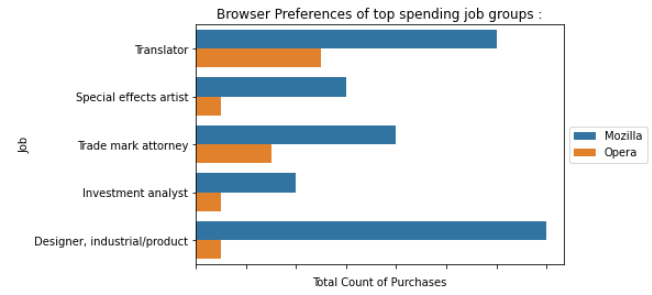 Browser Preferences of top spending job groups :
Translator
Special effects artist
Trade mark attorney
Investment analyst
Designer, industrial/product
Job
Mozilla
Opera
Total Count of Purchases